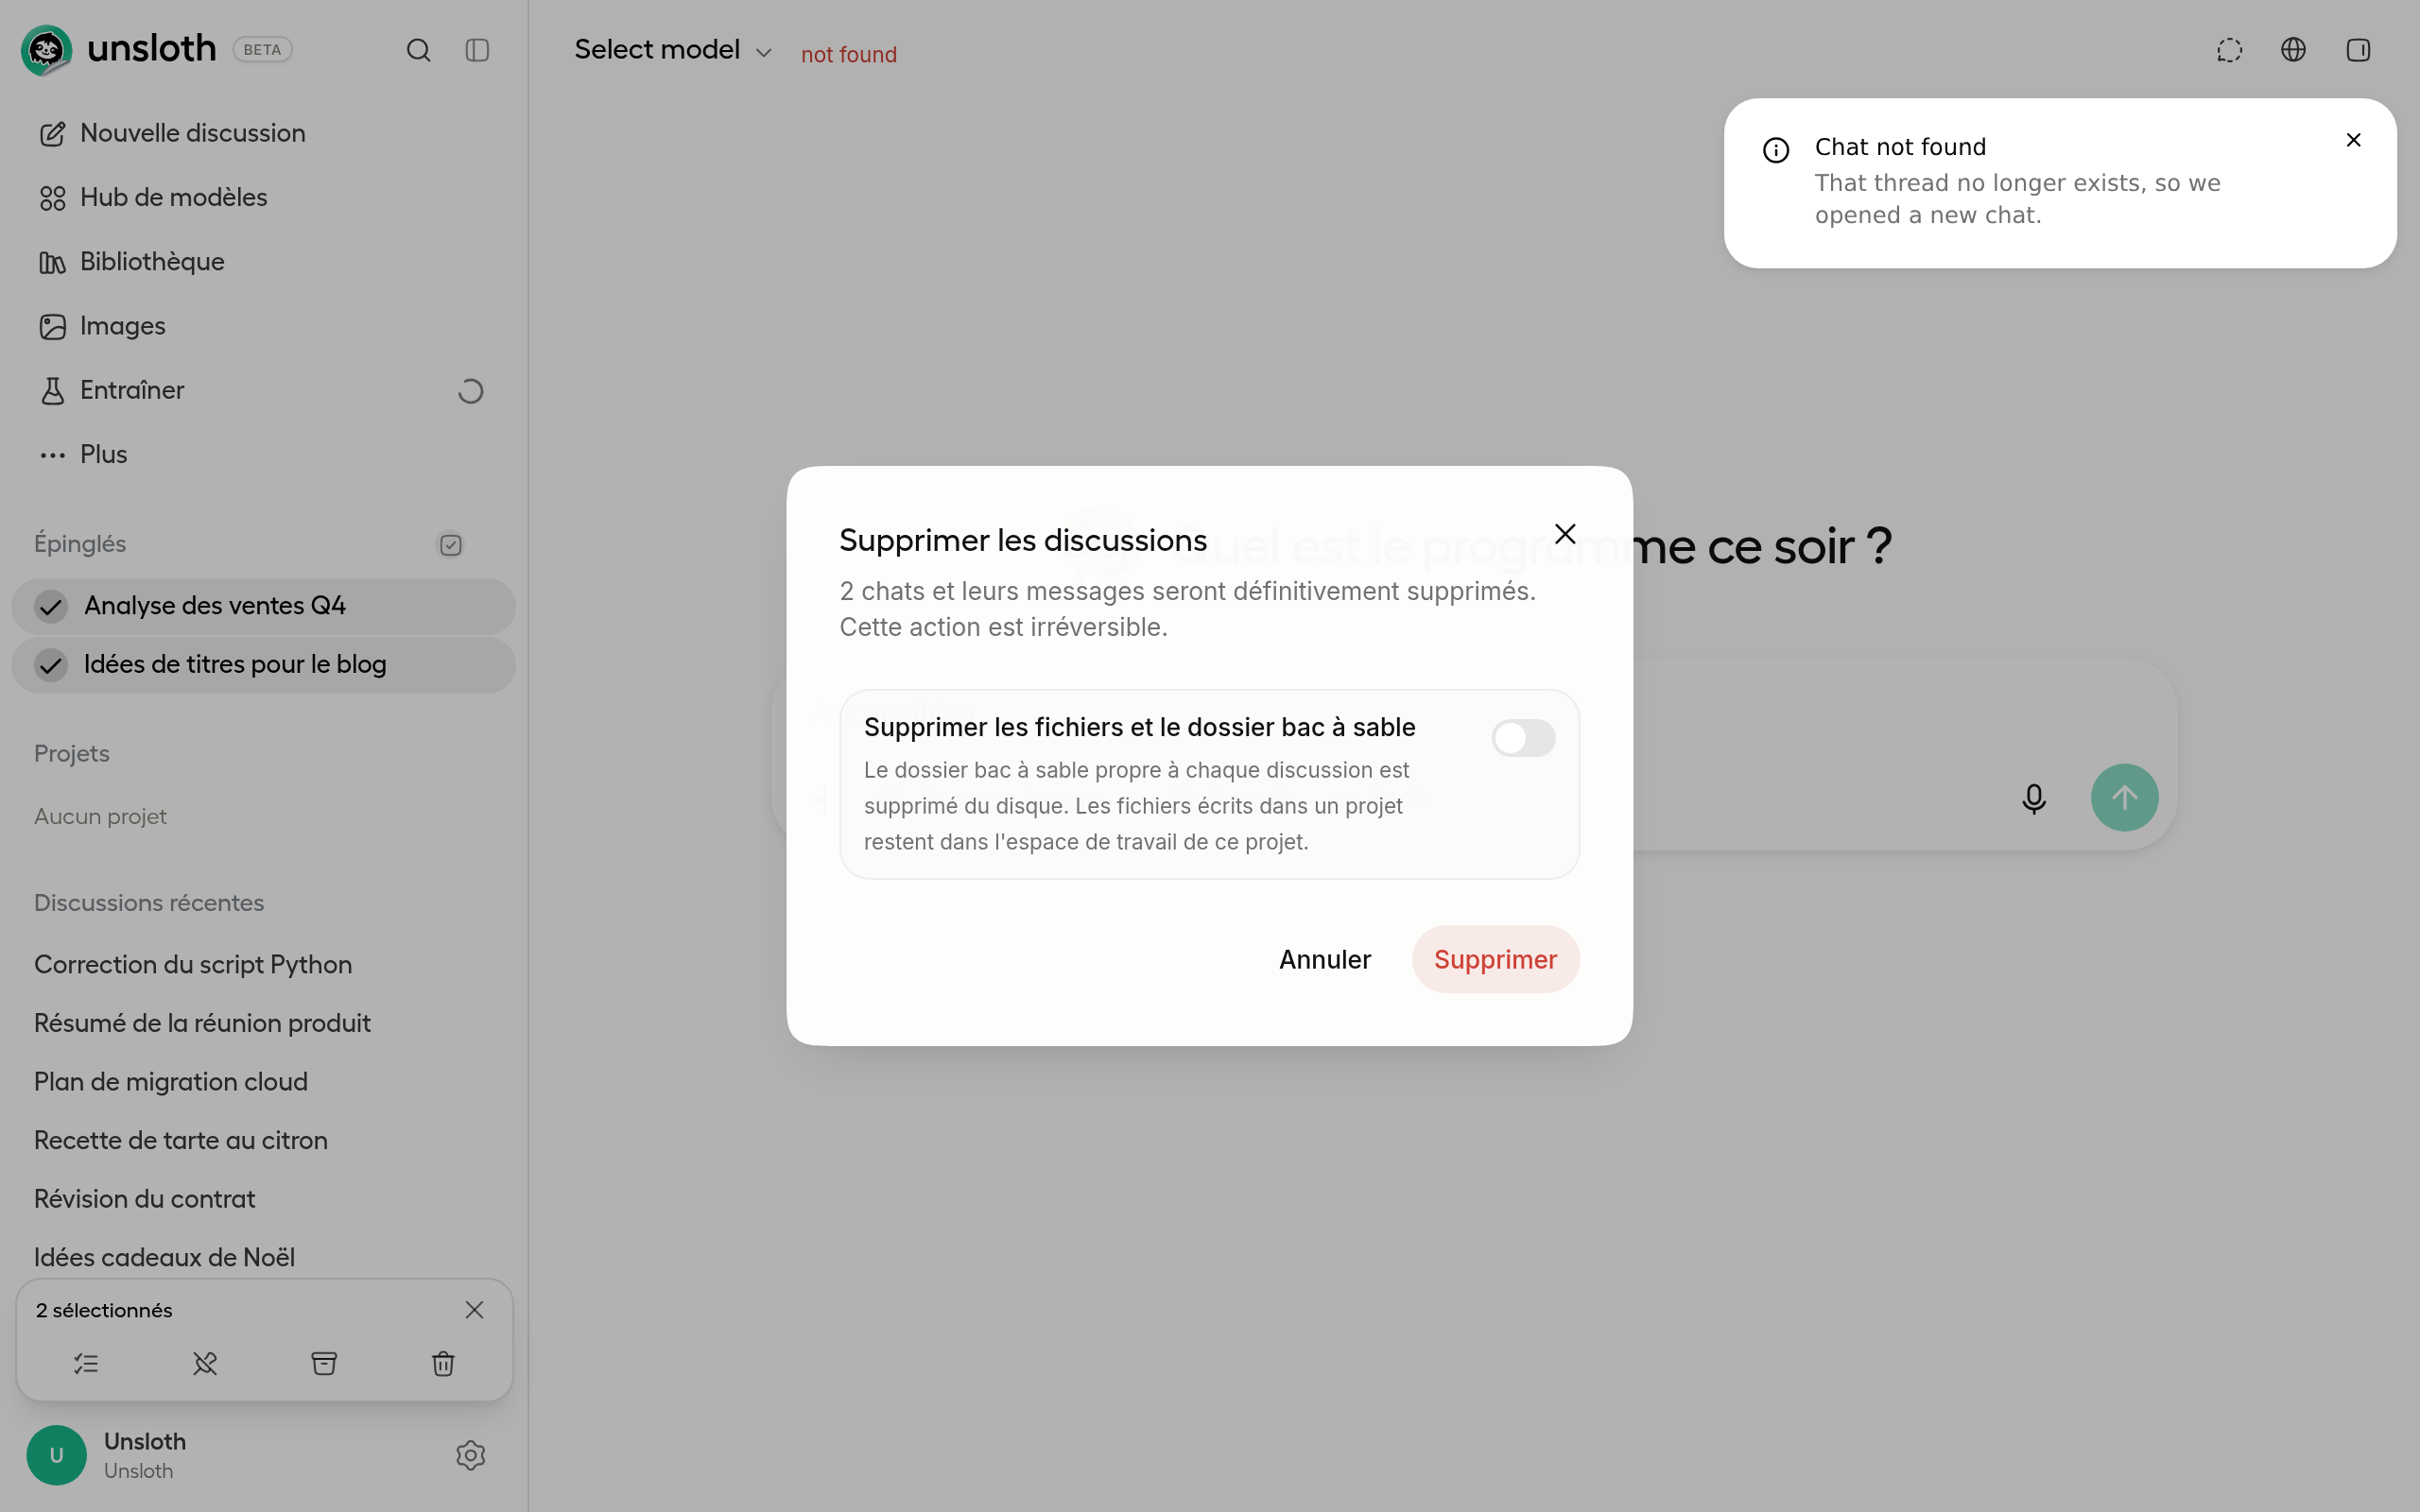 unsloth
BETA
Select model
not found
Nouvelle discussion
Hub de modèles
Bibliothèque
Images
Entraîner
Plus
Épinglés
Analyse des ventes Q4
Idées de titres pour le blog
Projets
Aucun projet
Discussions récentes
Correction du script Python
Résumé de la réunion produit
Plan de migration cloud
Recette de tarte au citron
Révision du contrat
Idées cadeaux de Noël
2 sélectionnés
U
Unsloth
Unsloth
Chat not found
That thread no longer exists, so we
opened a new chat.
Quel est le programme ce soir ?
Supprimer les discussions
2 chats et leurs messages seront définitivement supprimés.
Cette action est irréversible.
Supprimer les fichiers et le dossier bac à sable
Le dossier bac à sable propre à chaque discussion est
supprimé du disque. Les fichiers écrits dans un projet
restent dans l'espace de travail de ce projet.
Annuler
Supprimer